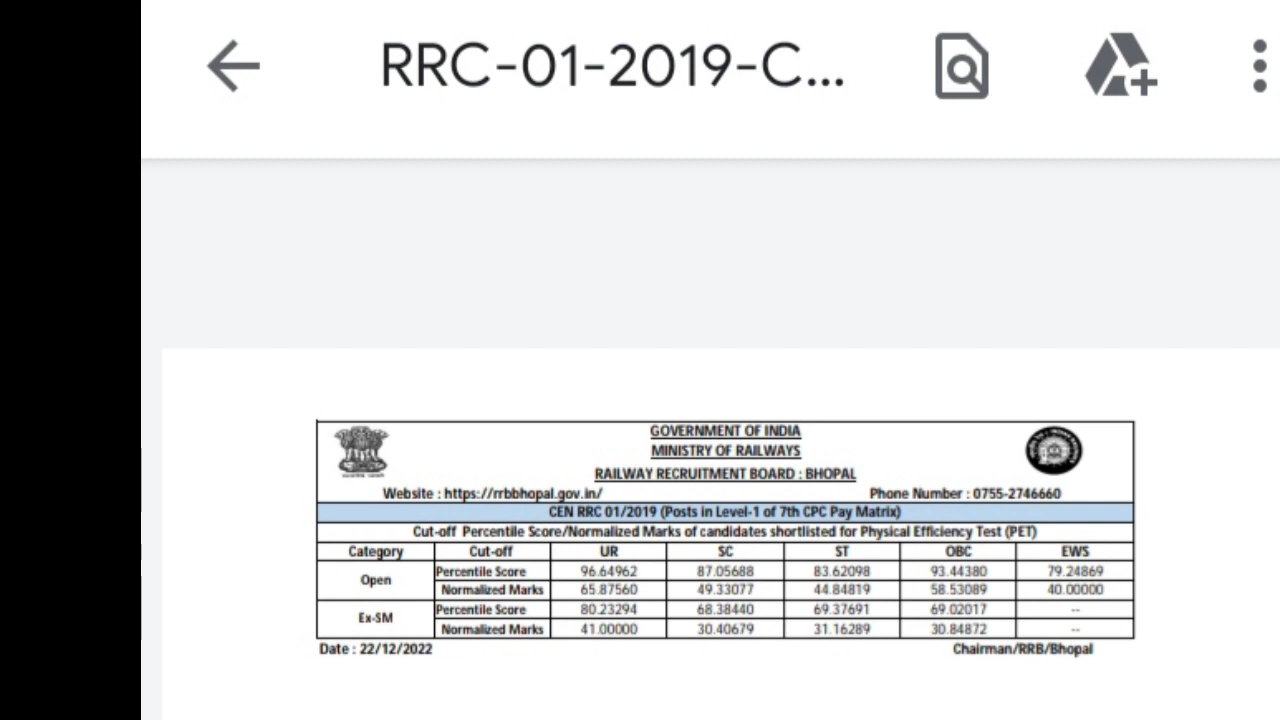 RRC-01-2019-C...
GOVERNMENT OF INDIA
MINISTRY OF RAILWAYS
RAILWAY RECRUITMENT BOARD : BHOPAL
Website : https://rrbbhopal.gov.in/ Phone Number : 0755-2746660
CEN RRC 01/2019 (Posts in Level-1 of 7th CPC Pay Matrix)
Cut-off Percentile Score/Normalized Marks of candidates shortlisted for Physical Efficiency Test (PET)
Category Cut-off UR SC ST OBC EWS
Open Percentile Score 96.64962 87.05688 83.62098 93.44380 79.24869
Normalized Marks 65.87560 49.33077 44.84819 58.53089 40.00000
Ex-SM Percentile Score 80.23294 68.38440 69.37691 69.02017 --
Normalized Marks 41.00000 30.40679 31.16289 30.84872 --
Date : 22/12/2022 Chairman/RRB/Bhopal